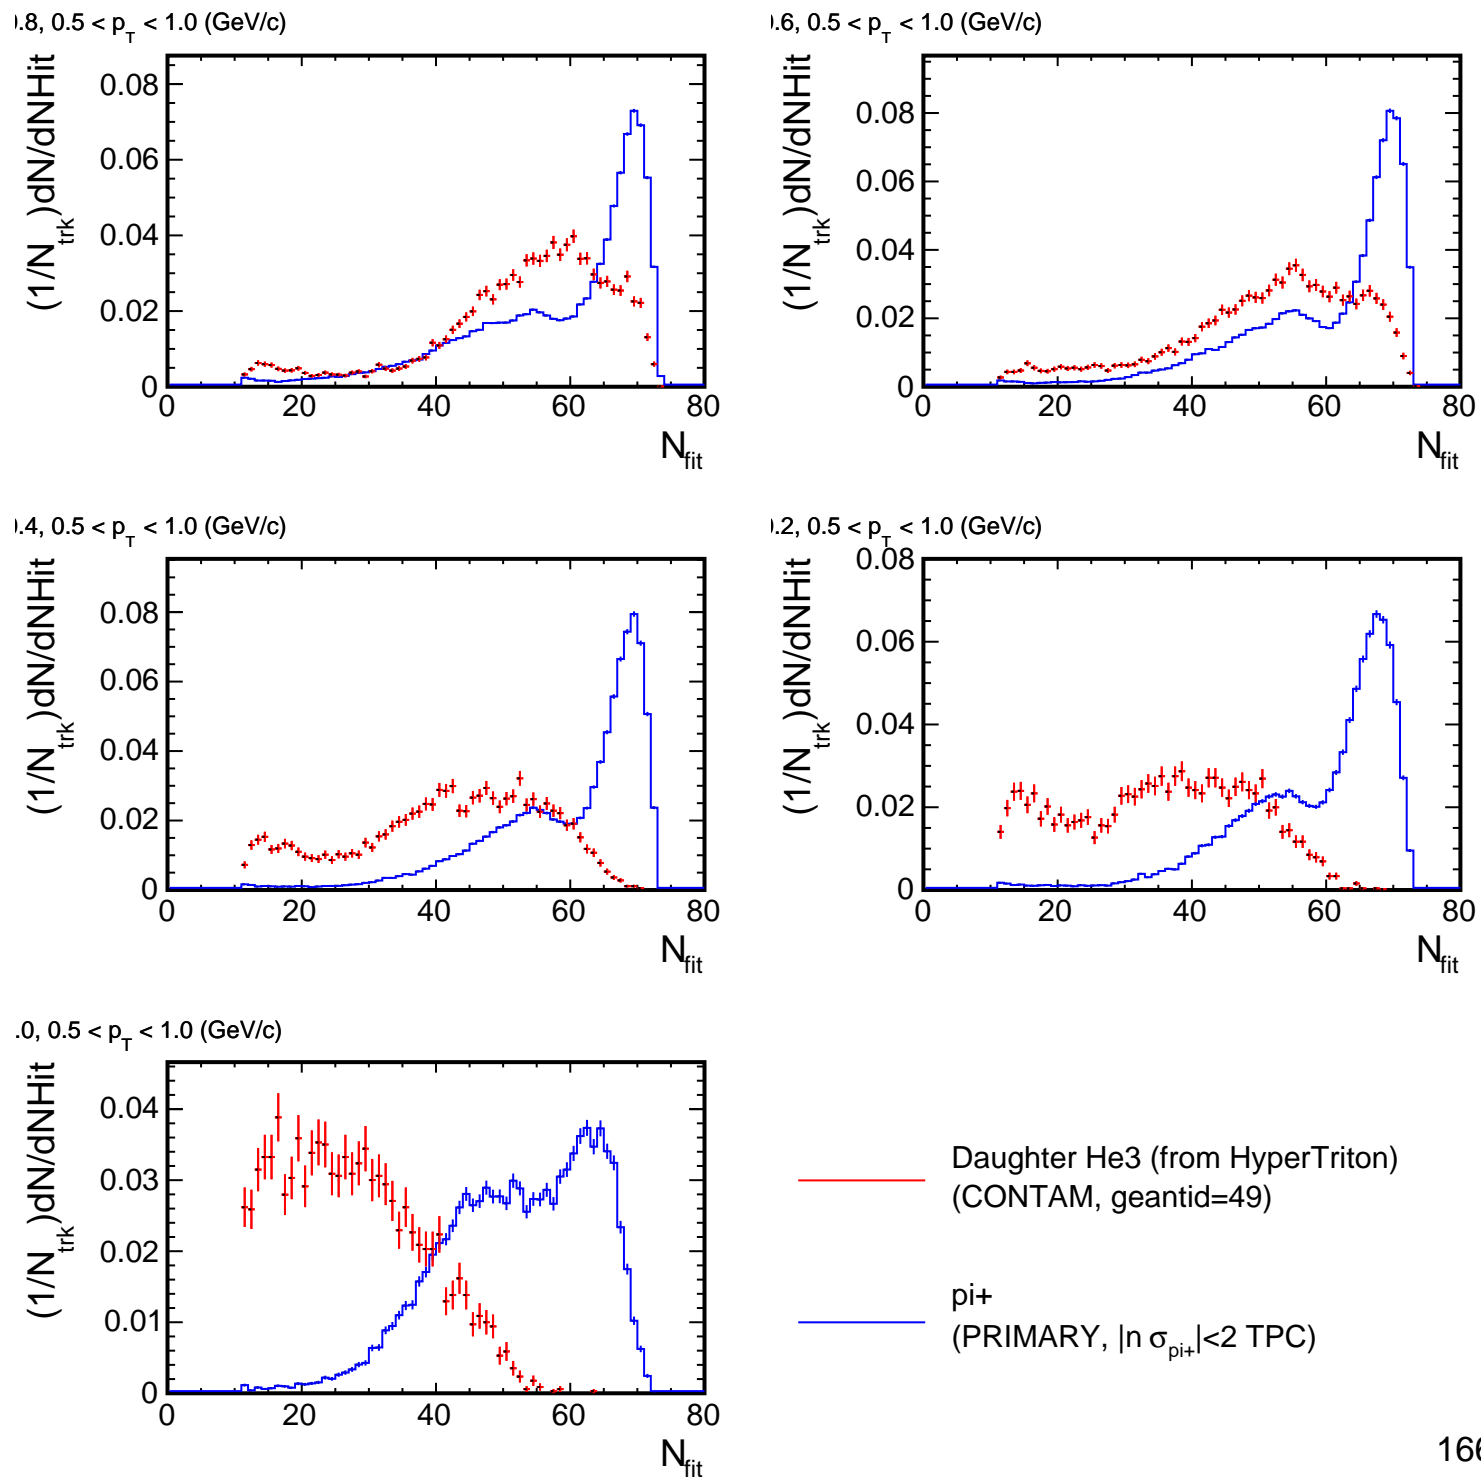 .8, 0.5 < p_T < 1.0 (GeV/c)
(1/N_trk)dN/dNHit
0.08
0.06
0.04
0.02
0
0 20 40 60 80
N_fit
.6, 0.5 < p_T < 1.0 (GeV/c)
(1/N_trk)dN/dNHit
0.08
0.06
0.04
0.02
0
0 20 40 60 80
N_fit
.4, 0.5 < p_T < 1.0 (GeV/c)
(1/N_trk)dN/dNHit
0.08
0.06
0.04
0.02
0
0 20 40 60 80
N_fit
.2, 0.5 < p_T < 1.0 (GeV/c)
(1/N_trk)dN/dNHit
0.08
0.06
0.04
0.02
0
0 20 40 60 80
N_fit
.0, 0.5 < p_T < 1.0 (GeV/c)
(1/N_trk)dN/dNHit
0.04
0.03
0.02
0.01
0
0 20 40 60 80
N_fit
Daughter He3 (from HyperTriton)
(CONTAM, geantid=49)
pi+
(PRIMARY, |n σ_pi+|<2 TPC)
166